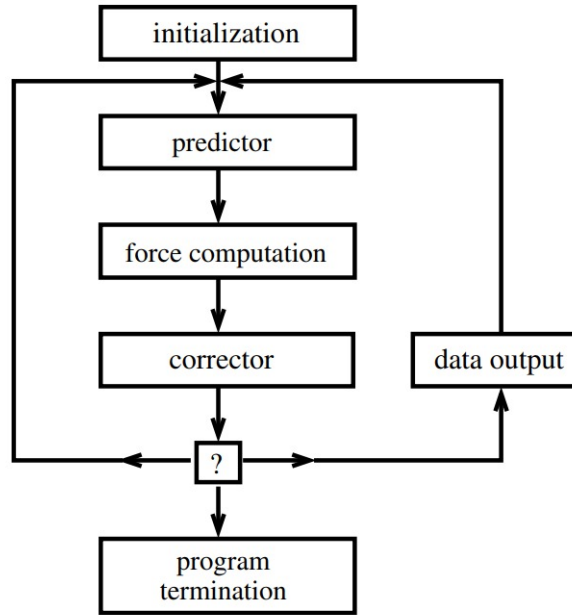 initialization
predictor
force computation
corrector
data output
?
program
termination